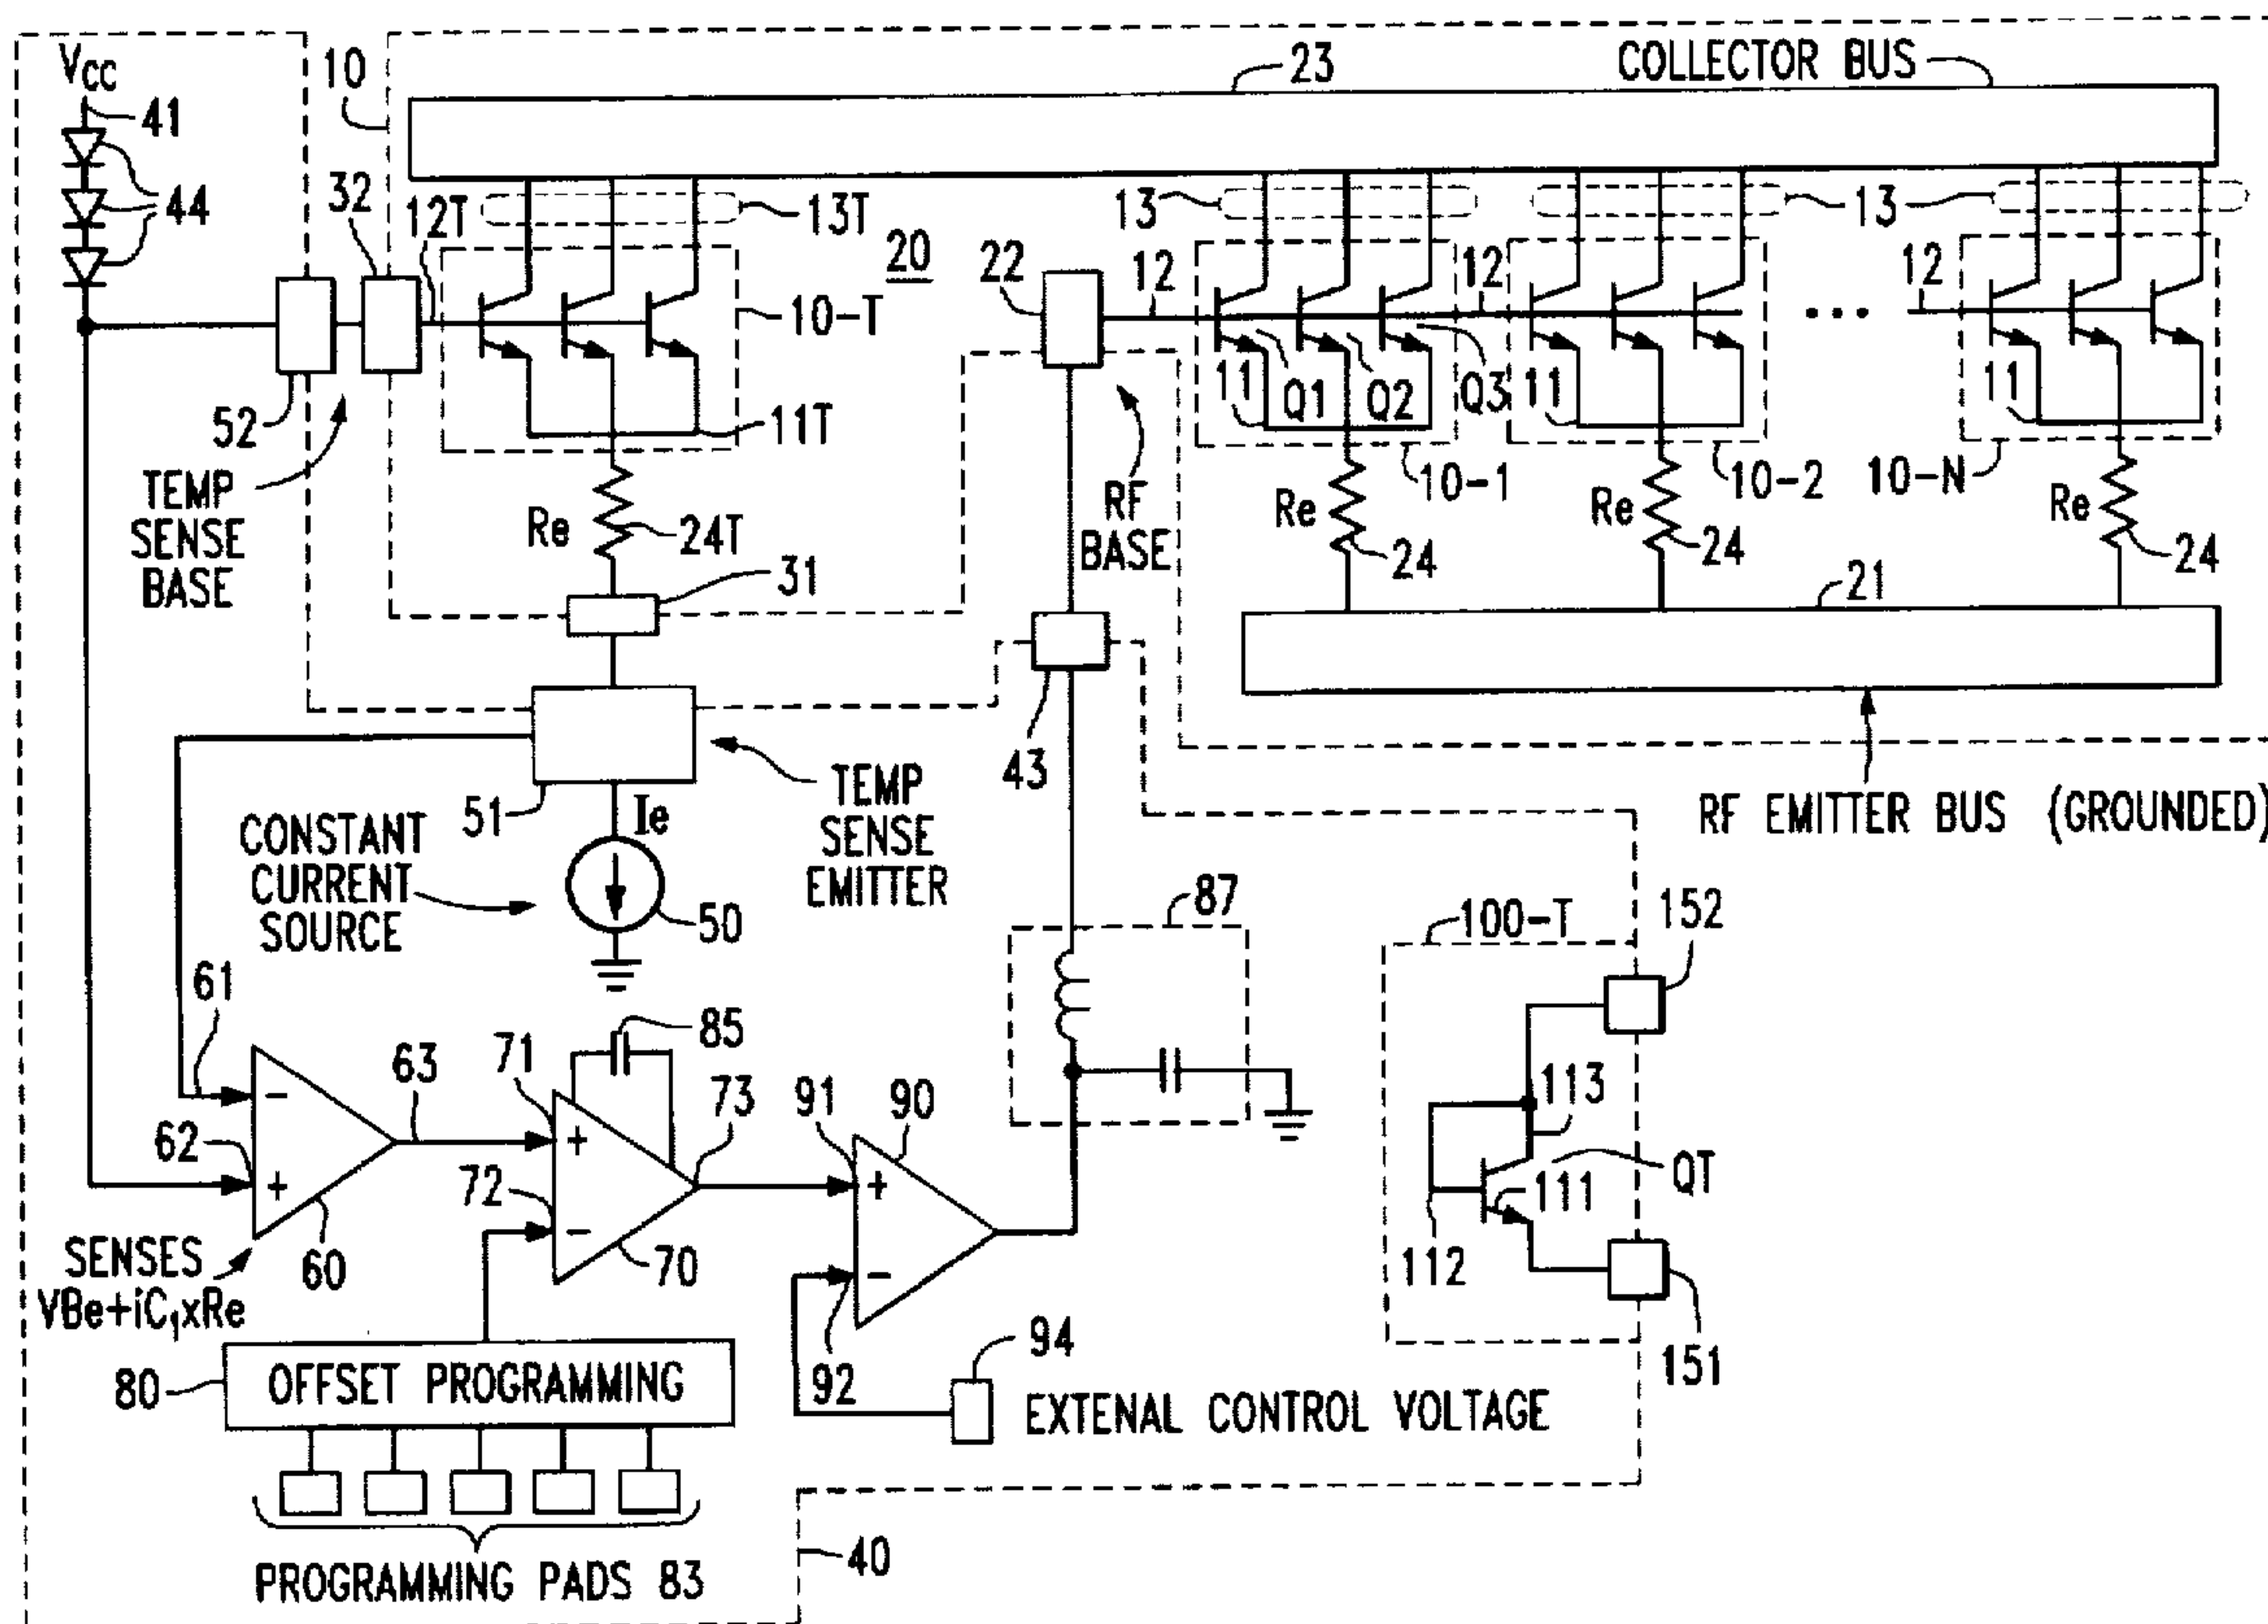 VCC
41
44
10
23
COLLECTOR BUS
32
12T
13T
13
13
20
22
12
12
12
10-T
52
11T
11
Q1
Q2
Q3
11
11
TEMP
SENSE
BASE
Re
24T
31
RF
BASE
10-1
10-2
10-N
Re
24
Re
24
Re
24
21
43
51
Ie
TEMP
SENSE
EMITTER
RF EMITTER BUS (GROUNDED)
CONSTANT
CURRENT
SOURCE
50
87
100-T
152
61
62
-
+
63
60
71
85
73
+
72
-
70
91
90
+
-
92
113
QT
111
112
151
SENSES
VBe+iC1xRe
80
OFFSET PROGRAMMING
94
EXTENAL CONTROL VOLTAGE
PROGRAMMING PADS 83
40